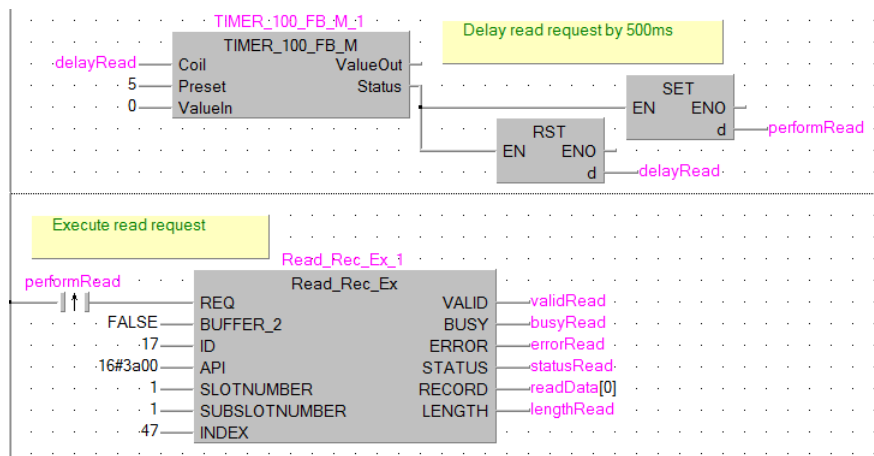 TIMER_100_FB_M_1
Delay read request by 500ms
TIMER_100_FB_M
delayRead Coil ValueOut
5 Preset Status
0 ValueIn
SET
EN ENO
d performRead
RST
EN ENO
d delayRead
Execute read request
Read_Rec_Ex_1
performRead
Read_Rec_Ex
REQ VALID validRead
FALSE BUFFER_2 BUSY busyRead
17 ID ERROR errorRead
16#3a00 API STATUS statusRead
1 SLOTNUMBER RECORD readData[0]
1 SUBSLOTNUMBER LENGTH lengthRead
47 INDEX